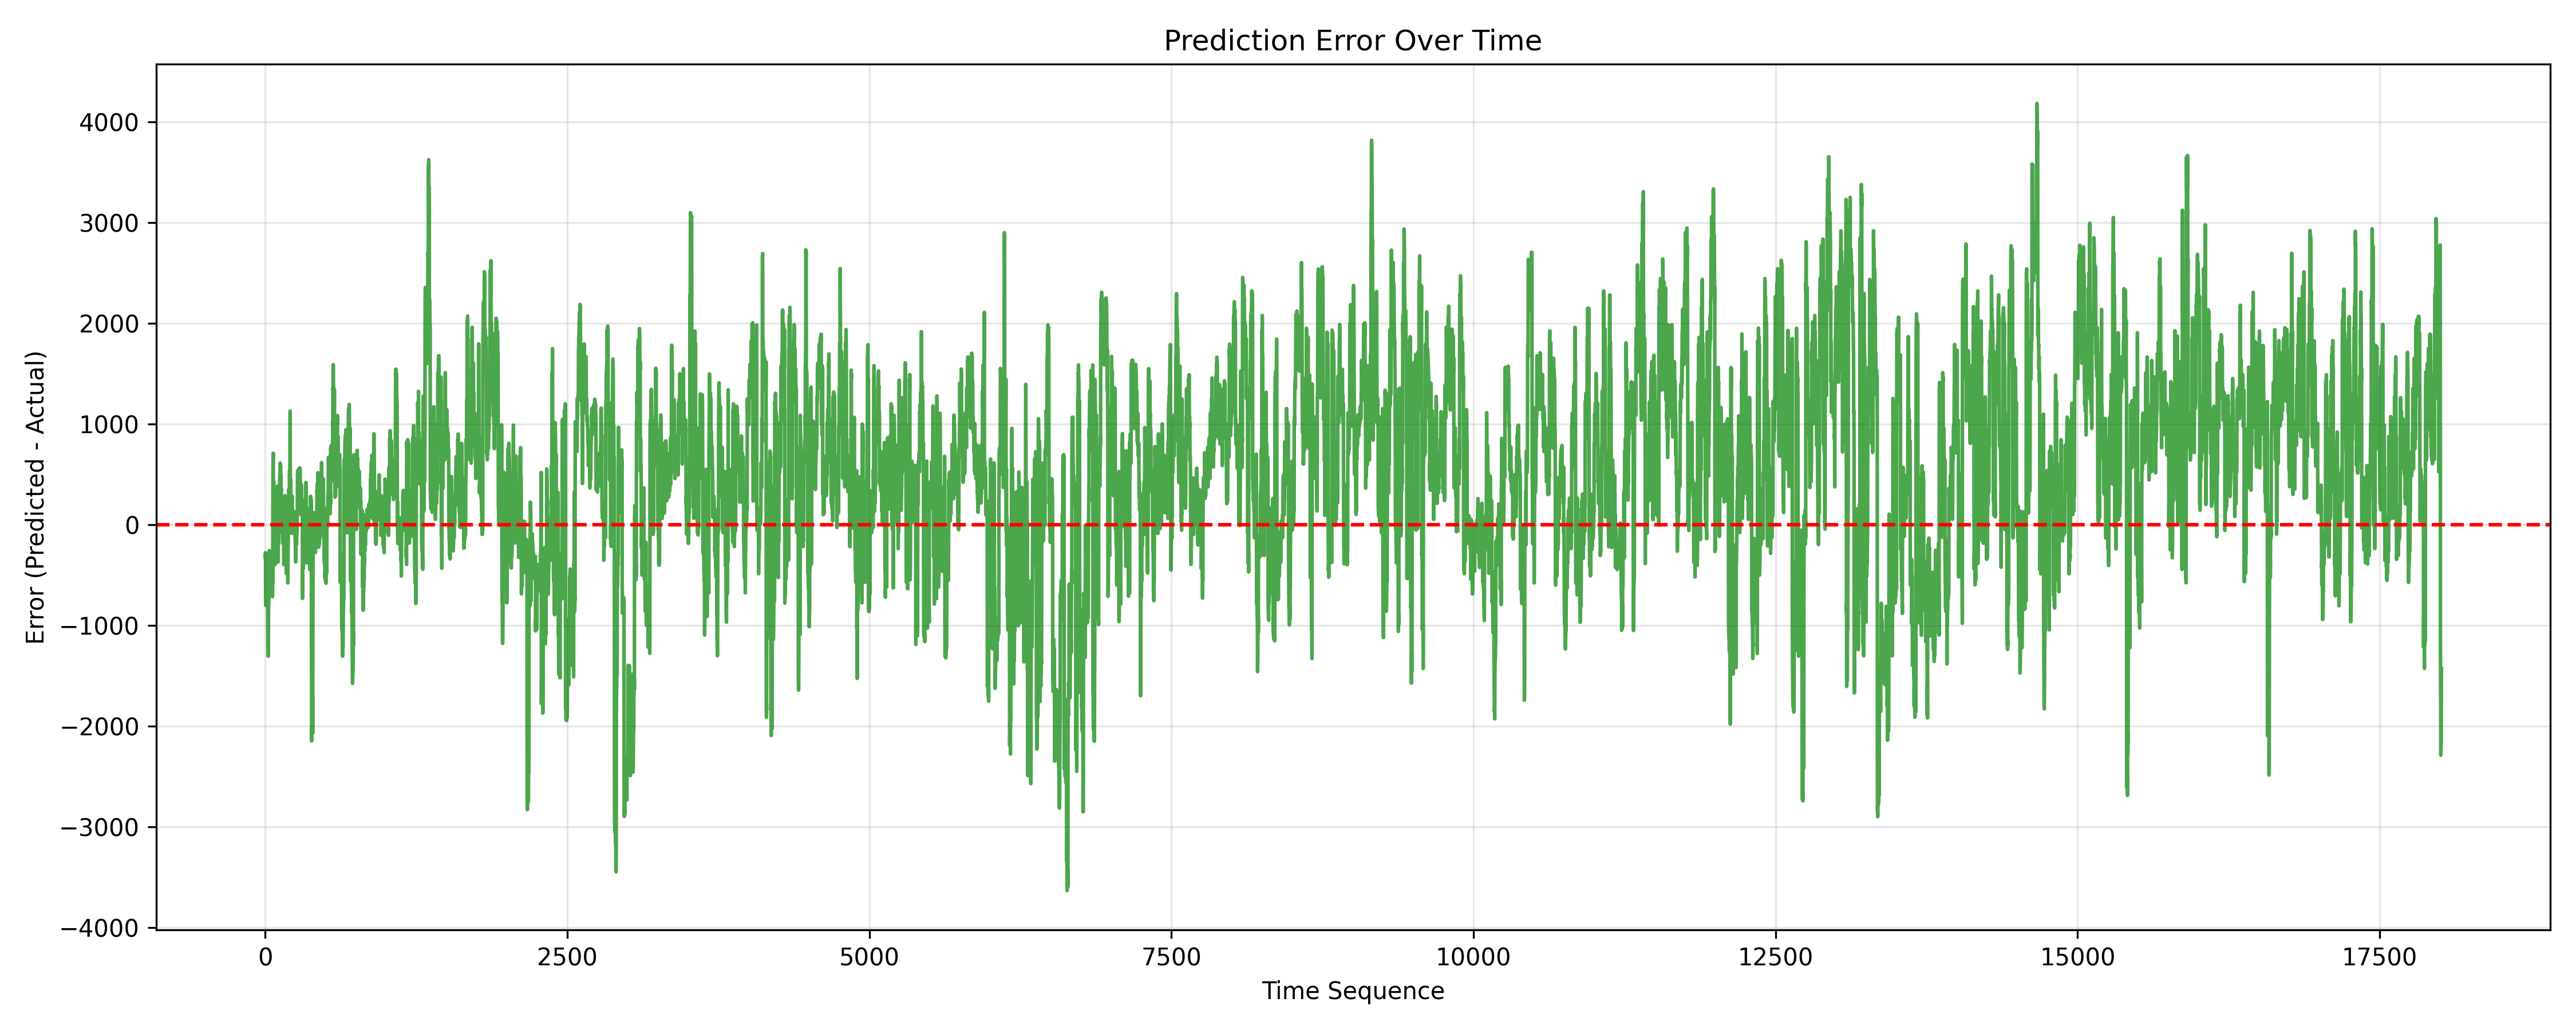 Prediction Error Over Time
Error (Predicted - Actual)
4000
3000
2000
1000
0
−1000
−2000
−3000
−4000
0 2500 5000 7500 10000 12500 15000 17500
Time Sequence